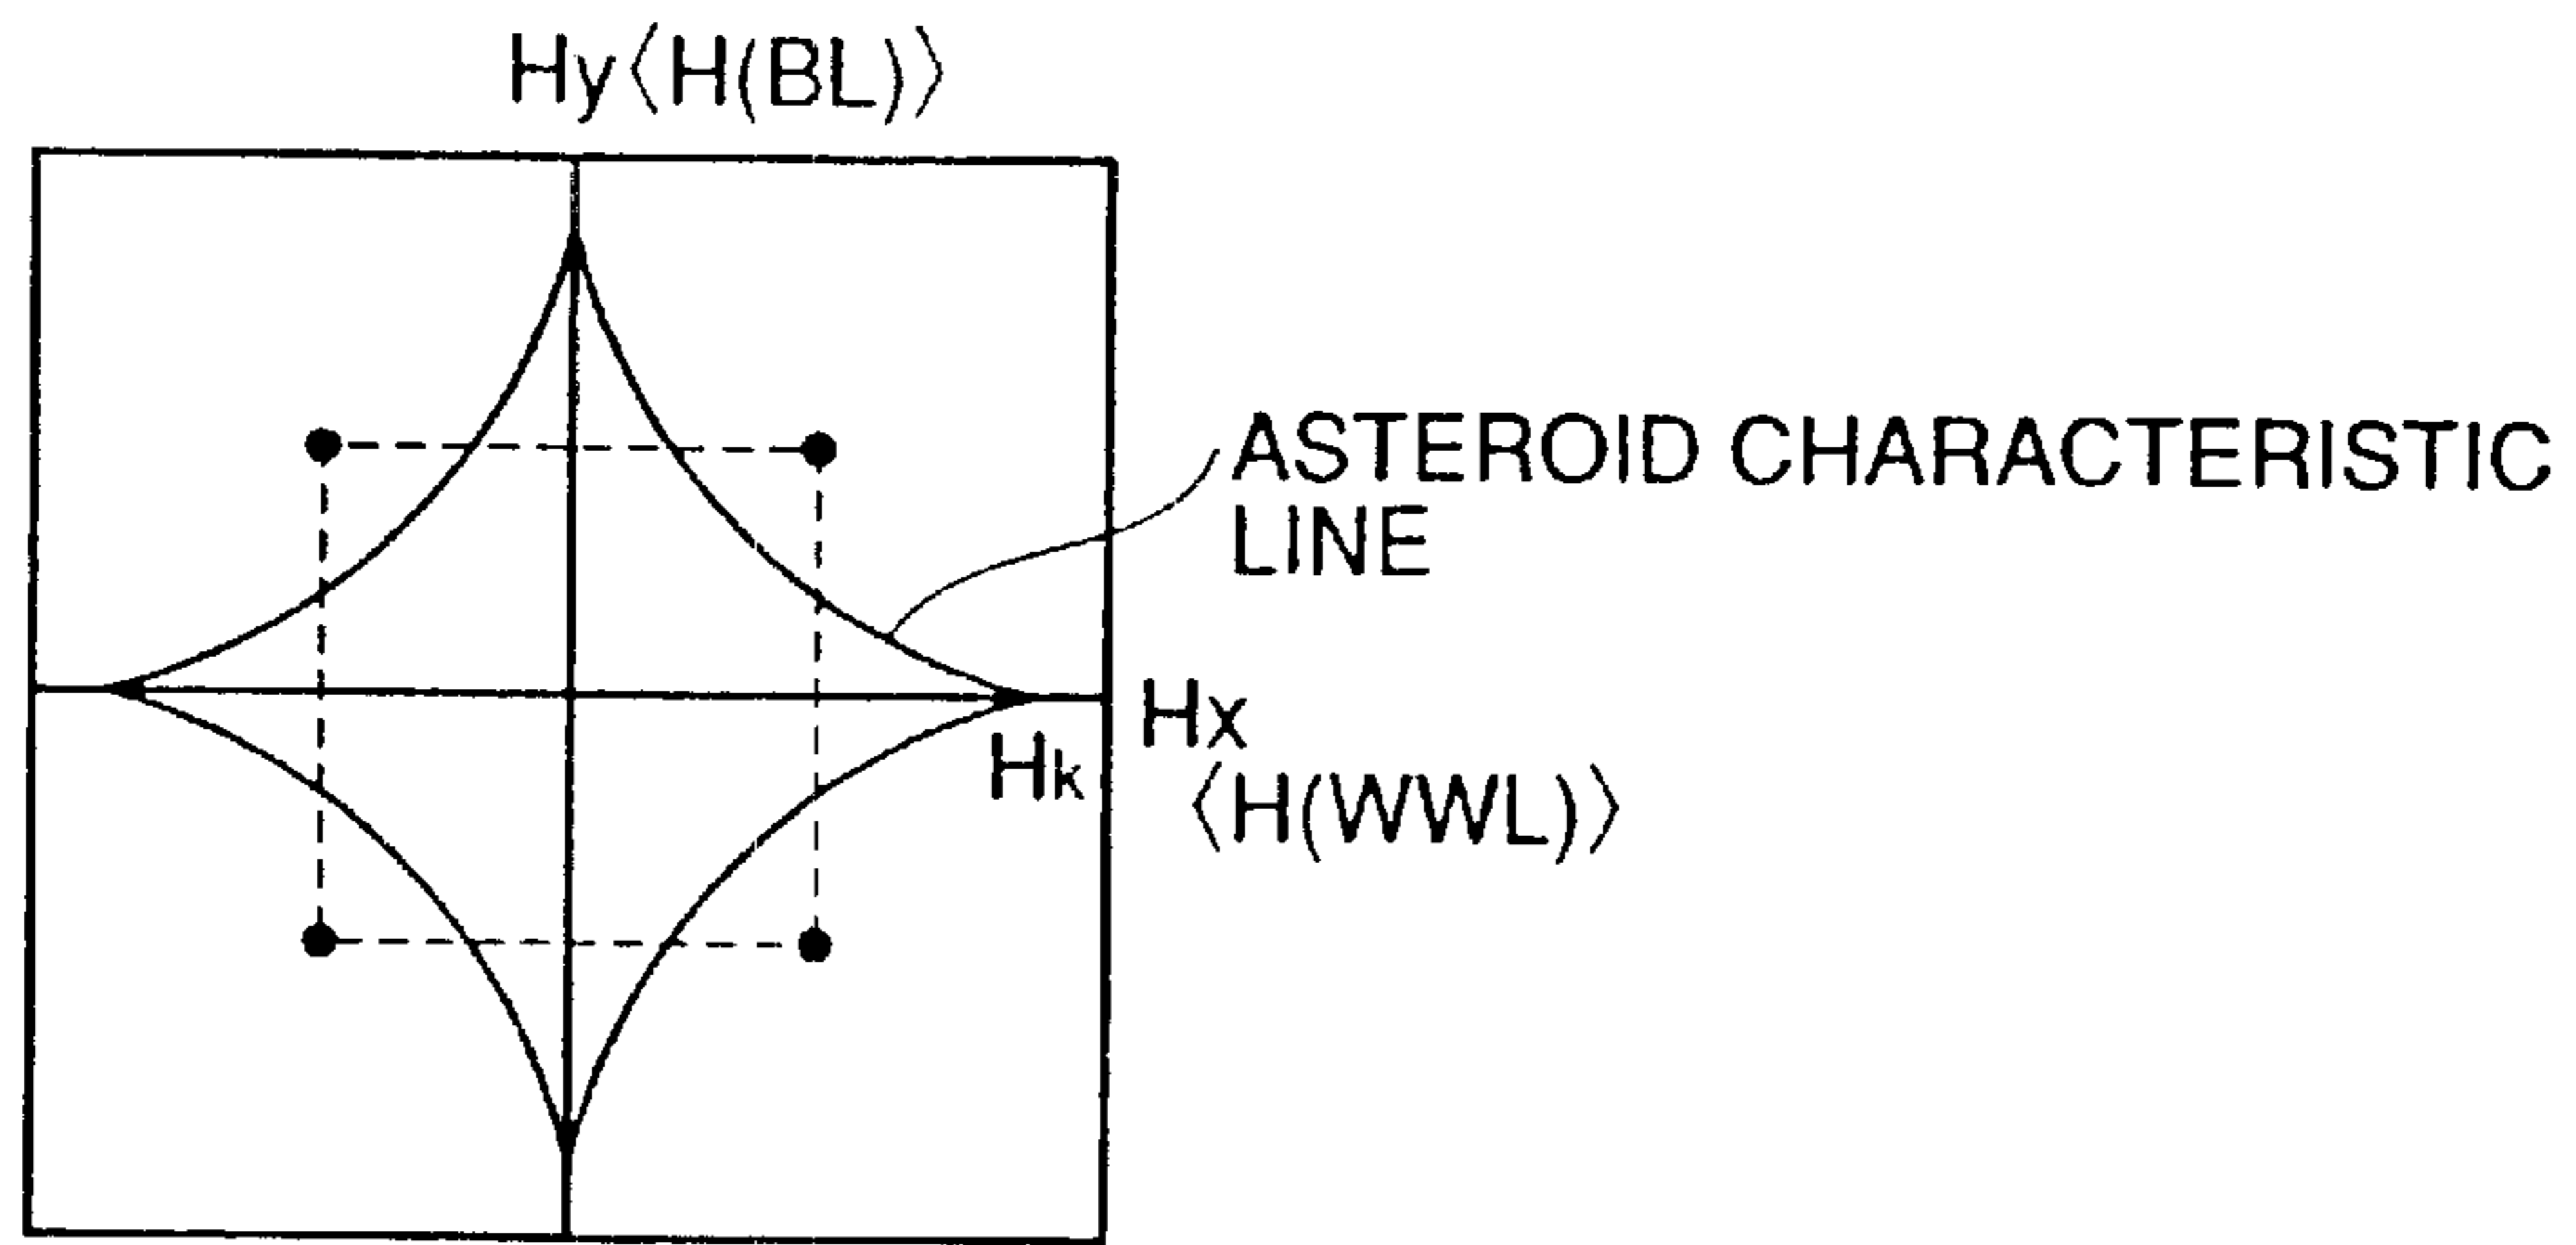 Hy〈H(BL)〉
ASTEROID CHARACTERISTIC
LINE
Hx
Hk
〈H(WWL)〉